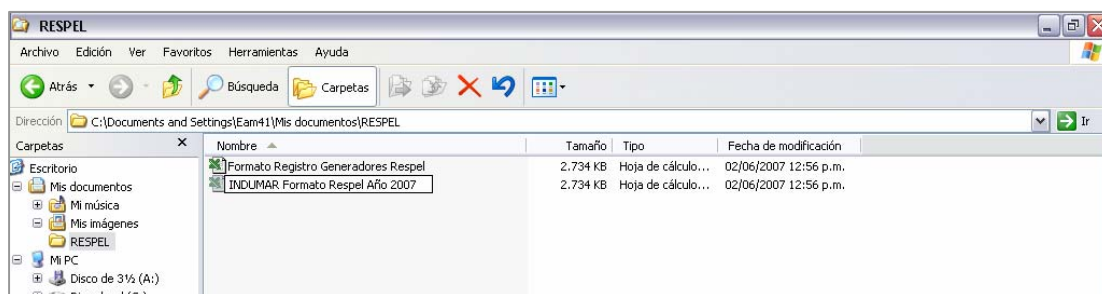 RESPEL
Archivo Edición Ver Favoritos Herramientas Ayuda
Atrás Búsqueda Carpetas
Dirección C:\Documents and Settings\Eam41\Mis documentos\RESPEL Ir
Carpetas x Nombre Tamaño Tipo Fecha de modificación
Escritorio Formato Registro Generadores Respel 2.734 KB Hoja de cálculo... 02/06/2007 12:56 p.m.
Mis documentos INDUMAR Formato Respel Año 2007 2.734 KB Hoja de cálculo... 02/06/2007 12:56 p.m.
Mi música
Mis imágenes
RESPEL
Mi PC
Disco de 3½ (A:)